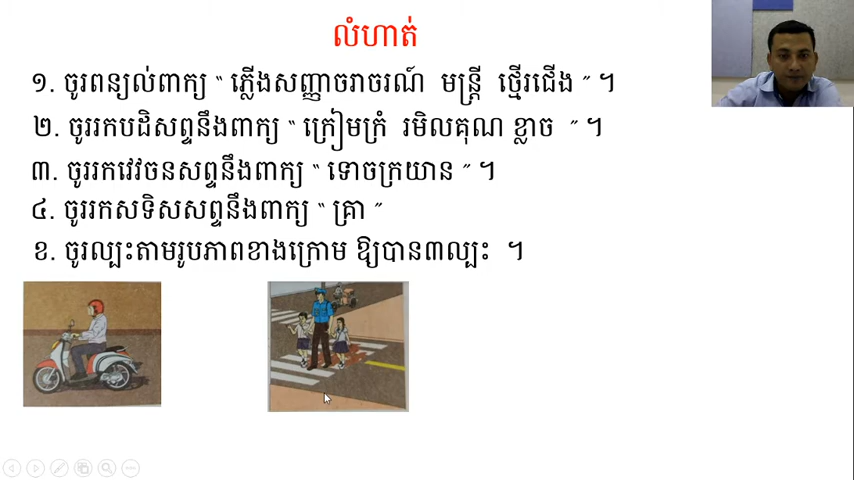 លំហាត់
១. ចូរពន្យល់ពាក្យ “ ភ្លើងសញ្ញាចរាចរណ៍ មន្ត្រី ថ្មើរជើង ” ។
២. ចូររកបដិសព្ទនឹងពាក្យ “ ក្រៀមក្រំ រមិលគុណ ខ្លាច ” ។
៣. ចូររកវេវចនសព្ទនឹងពាក្យ “ ទោចក្រយាន ” ។
៤. ចូររកសទិសសព្ទនឹងពាក្យ “ គ្រា ”
ខ. ចូរល្បះតាមរូបភាពខាងក្រោម ឱ្យបាន៣ល្បះ ។